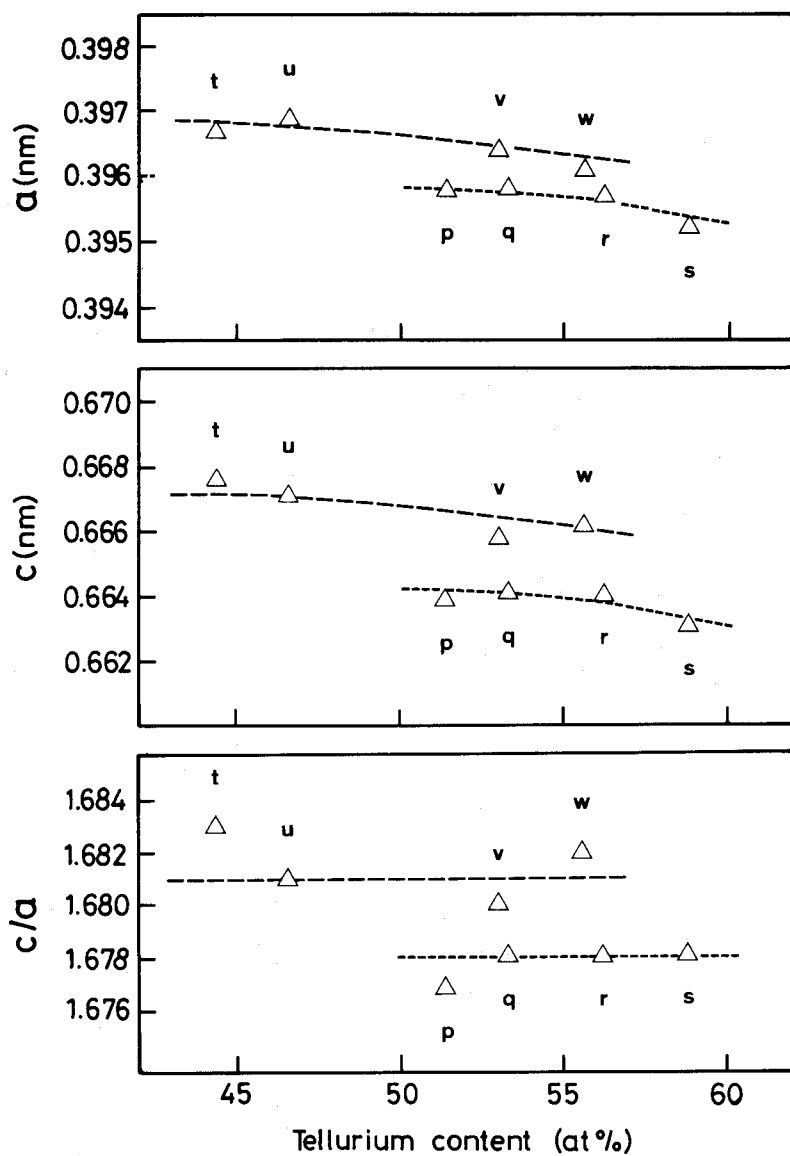 0.398
0.397
0.396
0.395
0.394
a (nm)
t
u
v
w
p
q
r
s
0.670
0.668
0.666
0.664
0.662
c (nm)
t
u
v
w
p
q
r
s
1.684
1.682
1.680
1.678
1.676
c/a
t
u
v
w
p
q
r
s
45 50 55 60
Tellurium content (at%)